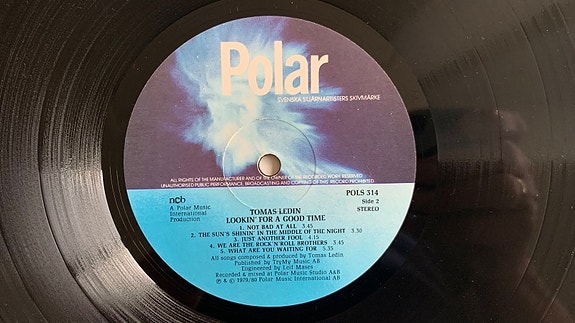 Polar
SVENSKA STJÄRNARTISTERS SKIVMÄRKE
ALL RIGHTS OF THE MANUFACTURER AND OF THE OWNER OF THE RECORDED WORK RESERVED
UNAUTHORISED PUBLIC PERFORMANCE, BROADCASTING AND COPYING OF THIS RECORD PROHIBITED
ncb
A Polar Music
International
Production
POLS 314
Side 2
STEREO
TOMAS LEDIN
LOOKIN' FOR A GOOD TIME
1. NOT BAD AT ALL 3.45
2. THE SUN'S SHININ' IN THE MIDDLE OF THE NIGHT 3.30
3. JUST ANOTHER FOOL 4.15
4. WE ARE THE ROCK'N'ROLL BROTHERS 3.45
5. WHAT ARE YOU WAITING FOR 5.35
All songs composed & produced by Tomas Ledin
Published by TryMy Music AB
Engineered by Leif Mases
Recorded & mixed at Polar Music Studio A&B
℗ & © 1979/80 Polar Music International AB